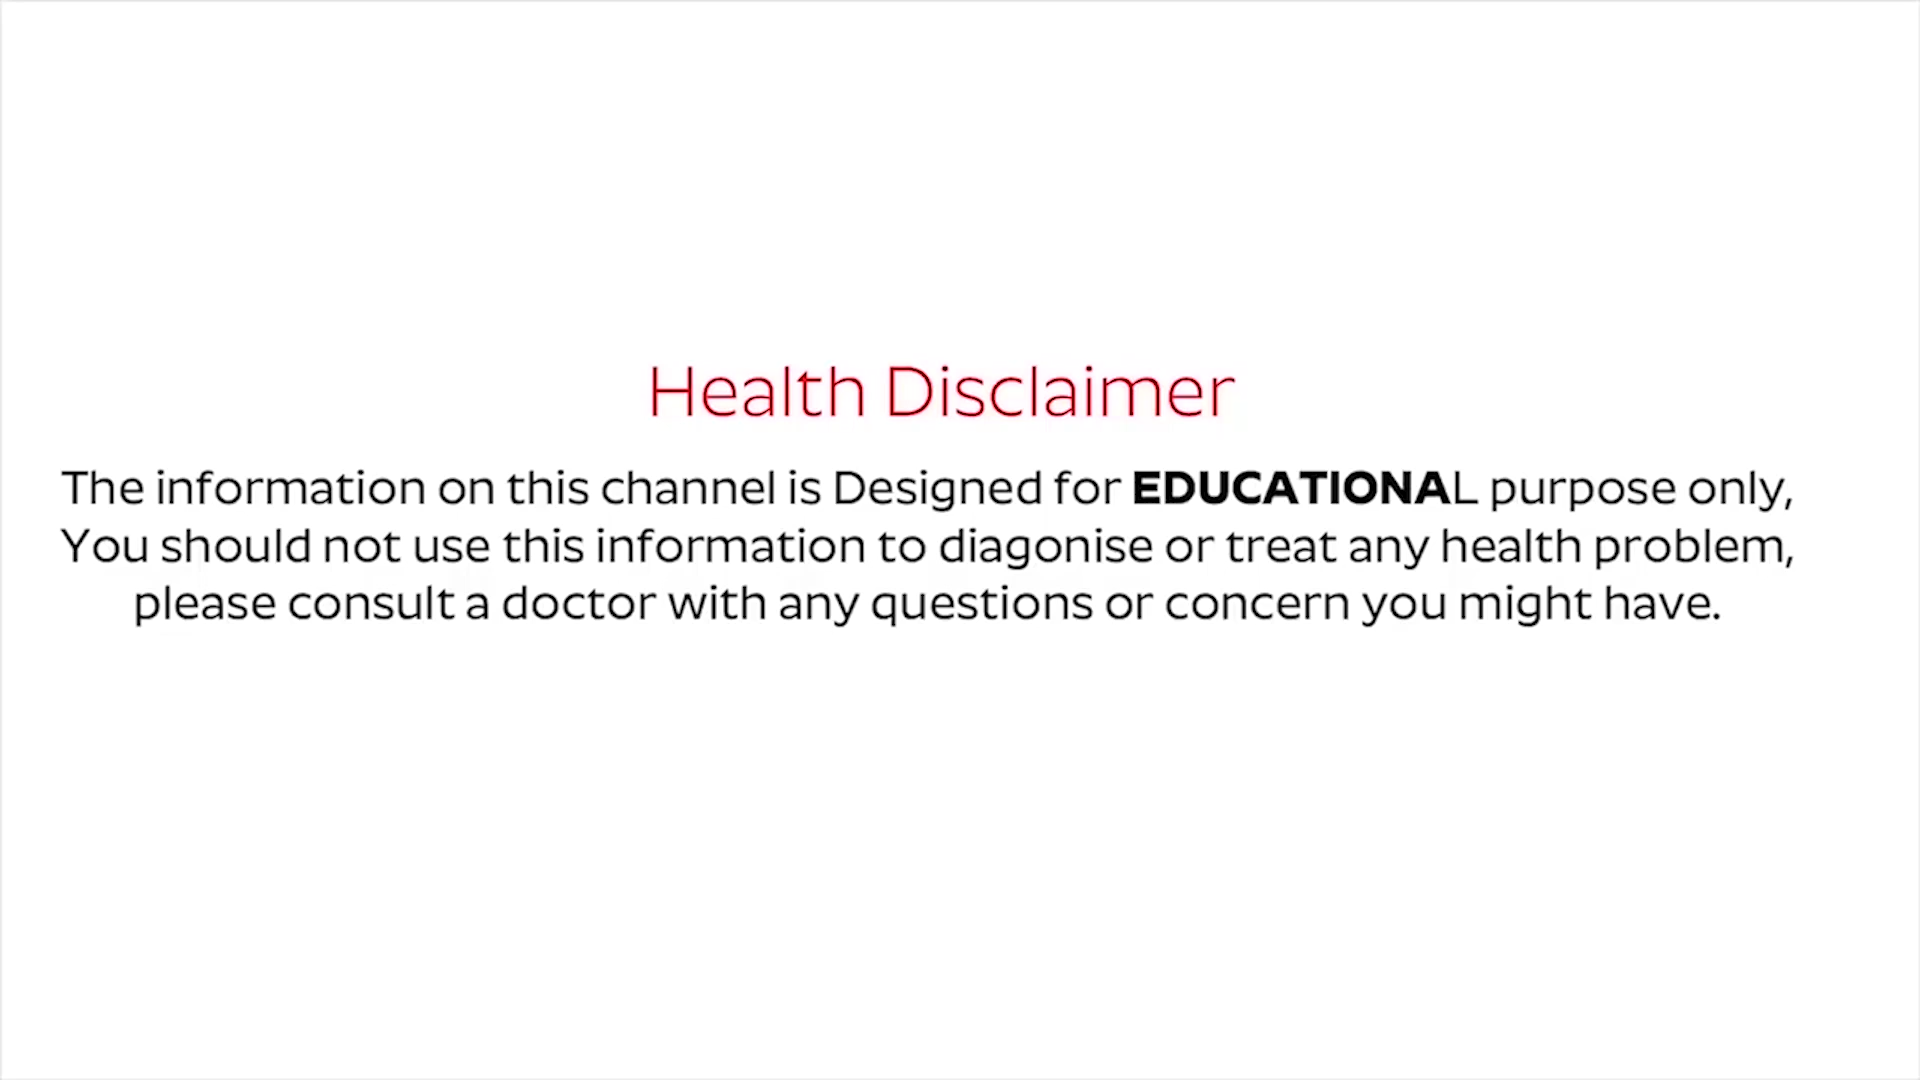 Health Disclaimer
The information on this channel is Designed for EDUCATIONAL purpose only,
You should not use this information to diagonise or treat any health problem,
please consult a doctor with any questions or concern you might have.